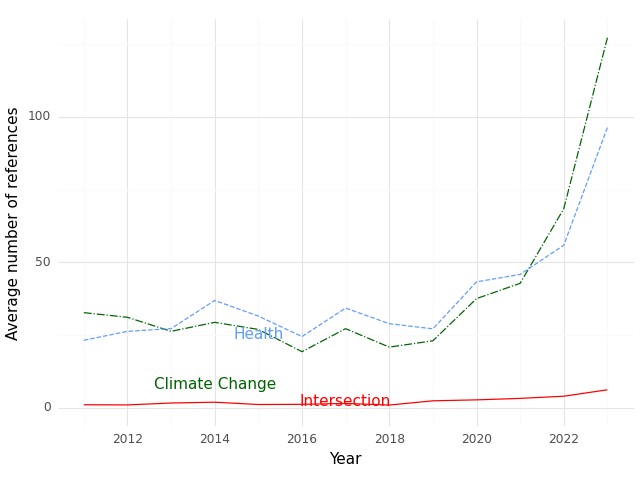 Average number of references
100
50
0
Health
Climate Change
Intersection
2012
2014
2016
2018
2020
2022
Year